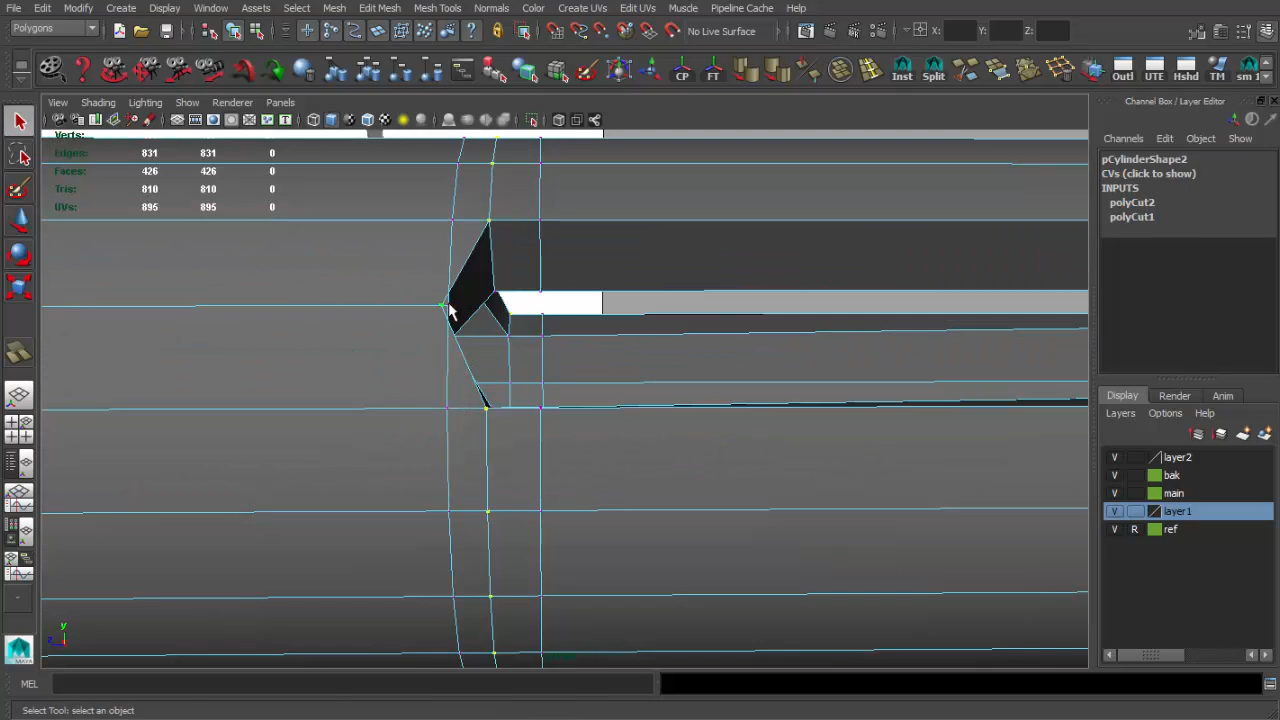 File Edit Modify Create Display Window Assets Select Mesh Edit Mesh Mesh Tools Normals Color Create UVs Edit UVs Muscle Pipeline Cache Help
Polygons No Live Surface X: Y: Z:
CP FT Inst Split Outl UTE Hshd TM sm 1
View Shading Lighting Show Renderer Panels
Channel Box / Layer Editor
Channels Edit Object Show
Verts:
Edges: 831 831 0
Faces: 426 426 0
Tris: 810 810 0
UVs: 895 895 0
pCylinderShape2
CVs (click to show)
INPUTS
polyCut2
polyCut1
Display Render Anim
Layers Options Help
V layer2
V bak
V main
V layer1
V R ref
y
z
MAYA
MEL
Select Tool: select an object